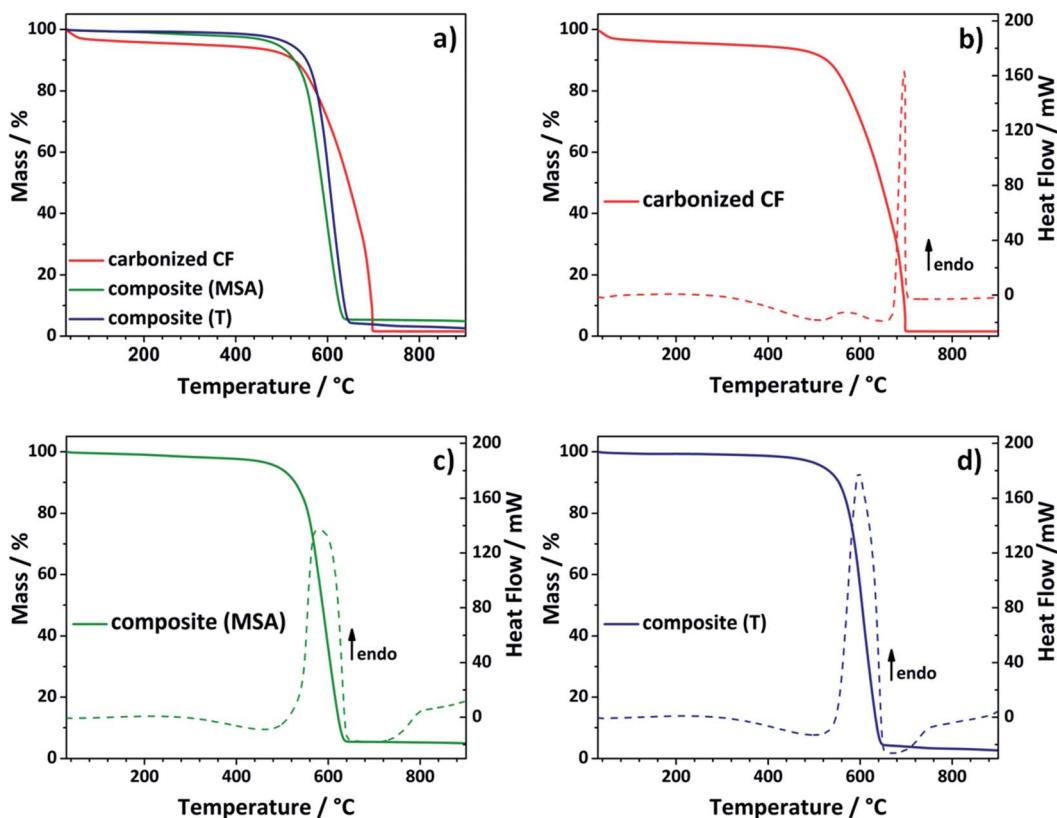 a)
Mass / %
100
80
60
40
20
0
carbonized CF
composite (MSA)
composite (T)
200 400 600 800
Temperature / °C
b)
Mass / %
100
80
60
40
20
0
carbonized CF
endo
200
160
120
80
40
0
Heat Flow / mW
200 400 600 800
Temperature / °C
c)
Mass / %
100
80
60
40
20
0
composite (MSA)
endo
200
160
120
80
40
0
Heat Flow / mW
200 400 600 800
Temperature / °C
d)
Mass / %
100
80
60
40
20
0
composite (T)
endo
200
160
120
80
40
0
Heat Flow / mW
200 400 600 800
Temperature / °C